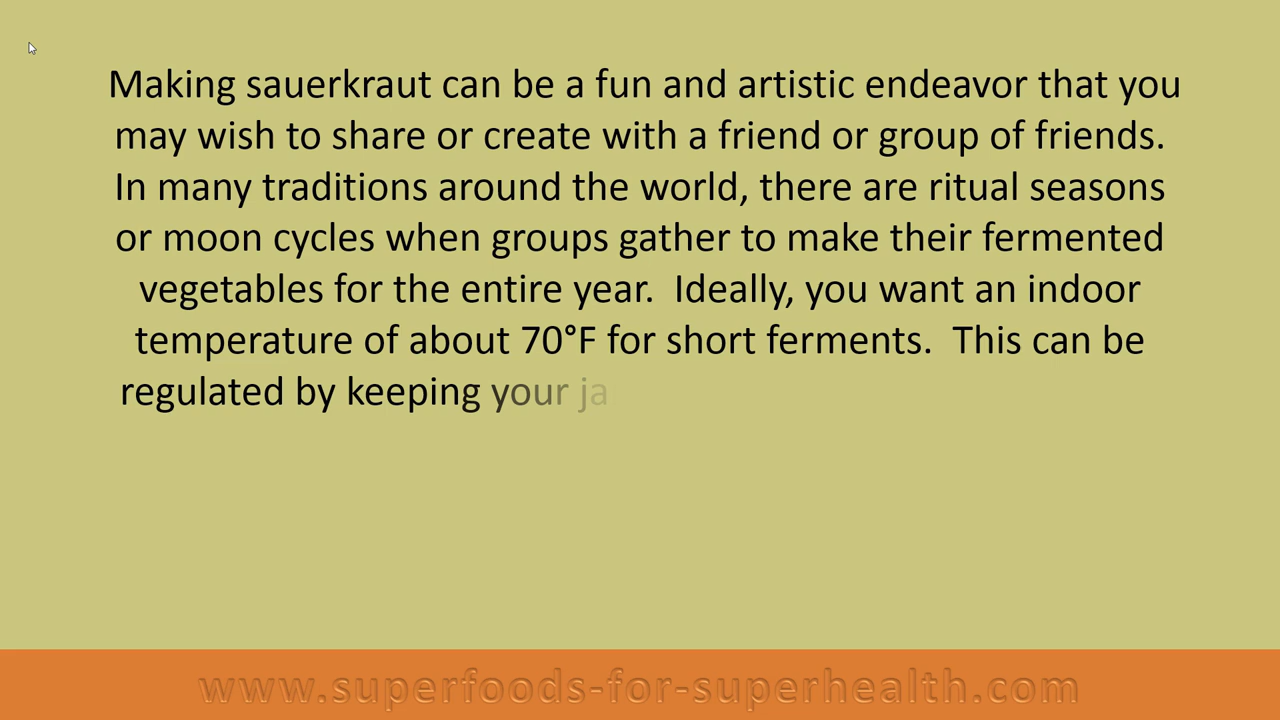 Making sauerkraut can be a fun and artistic endeavor that you
may wish to share or create with a friend or group of friends.
In many traditions around the world, there are ritual seasons
or moon cycles when groups gather to make their fermented
vegetables for the entire year.  Ideally, you want an indoor
temperature of about 70°F for short ferments.  This can be
regulated by keeping your ja
www.superfoods-for-superhealth.com